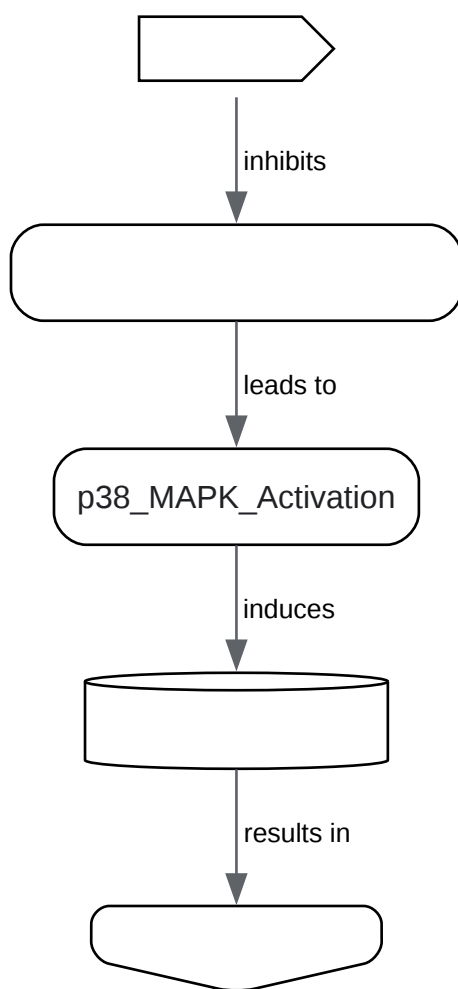 inhibits
leads to
p38_MAPK_Activation
induces
results in